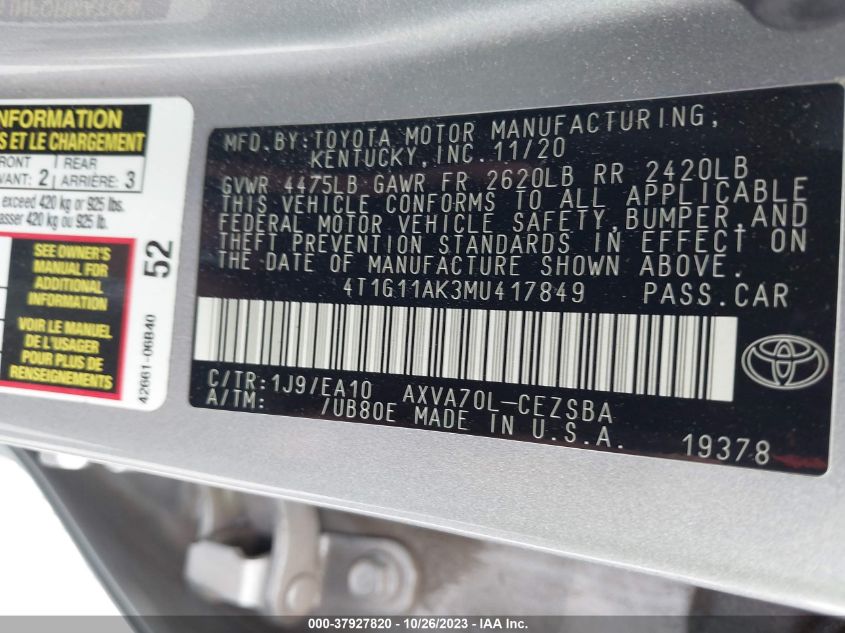 INFORMATION
S ET LE CHARGEMENT
FRONT
VANT: 2
REAR
ARRIÈRE: 3
exceed 420 kg or 925 lbs.
asser 420 kg ou 925 lb.
SEE OWNER'S
MANUAL FOR
ADDITIONAL
INFORMATION
VOIR LE MANUEL
DE L'USAGER
POUR PLUS DE
RENSEIGNEMENTS
52
42661-06B40
MFD.BY:TOYOTA MOTOR MANUFACTURING,
KENTUCKY,INC.11/20
GVWR 4475LB GAWR FR 2620LB RR 2420LB
THIS VEHICLE CONFORMS TO ALL APPLICABLE
FEDERAL MOTOR VEHICLE SAFETY,BUMPER,AND
THEFT PREVENTION STANDARDS IN EFFECT ON
THE DATE OF MANUFACTURE SHOWN ABOVE.
4T1G11AK3MU417849 PASS.CAR
C/TR:1J9/EA10 AXVA70L-CEZSBA
A/TM: /UB80E MADE IN U.S.A. 19378
000-37927820 - 10/26/2023 - IAA Inc.